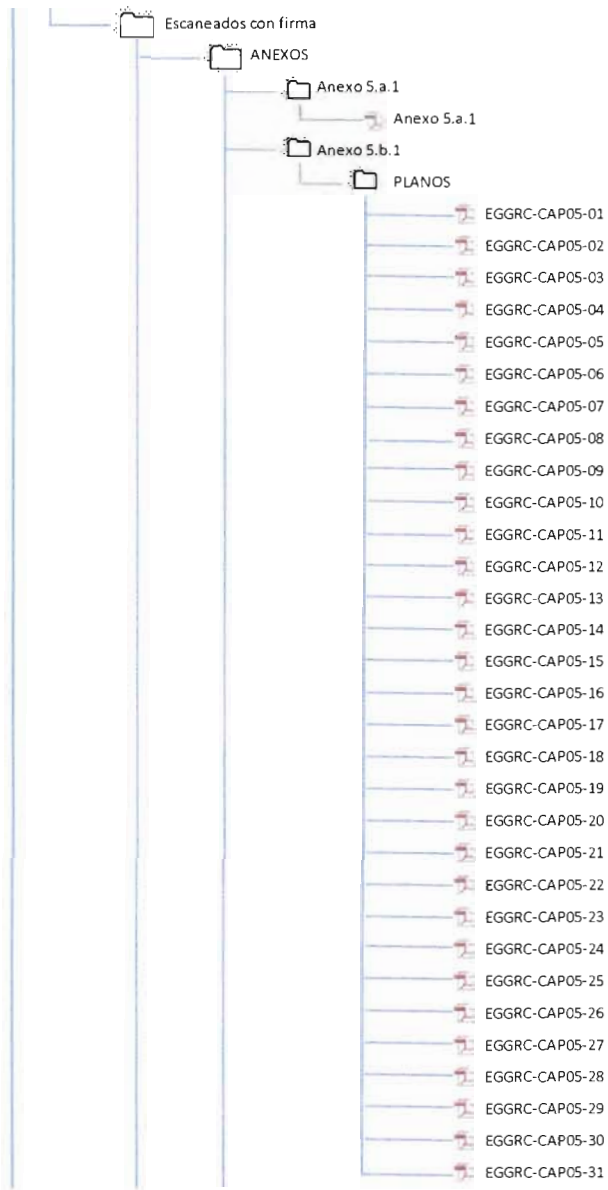 Escaneados con firma
ANEXOS
Anexo 5.a.1
Anexo 5.a.1
Anexo 5.b.1
PLANOS
EGGRC-CAP05-01
EGGRC-CAP05-02
EGGRC-CAP05-03
EGGRC-CAP05-04
EGGRC-CAP05-05
EGGRC-CAP05-06
EGGRC-CAP05-07
EGGRC-CAP05-08
EGGRC-CAP05-09
EGGRC-CAP05-10
EGGRC-CAP05-11
EGGRC-CAP05-12
EGGRC-CAP05-13
EGGRC-CAP05-14
EGGRC-CAP05-15
EGGRC-CAP05-16
EGGRC-CAP05-17
EGGRC-CAP05-18
EGGRC-CAP05-19
EGGRC-CAP05-20
EGGRC-CAP05-21
EGGRC-CAP05-22
EGGRC-CAP05-23
EGGRC-CAP05-24
EGGRC-CAP05-25
EGGRC-CAP05-26
EGGRC-CAP05-27
EGGRC-CAP05-28
EGGRC-CAP05-29
EGGRC-CAP05-30
EGGRC-CAP05-31